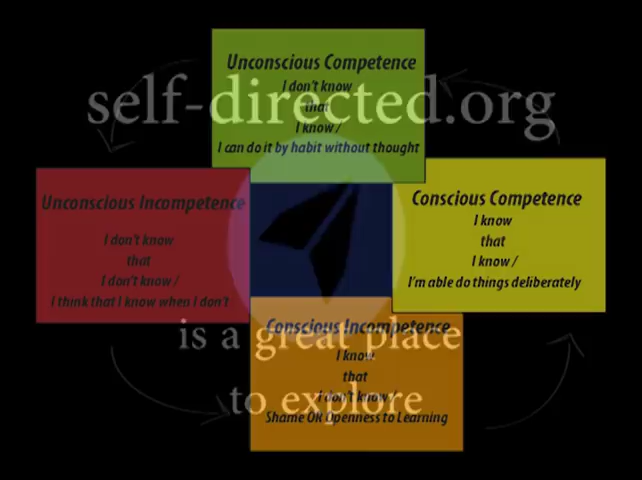 Unconscious Competence
I don't know
that
I know /
I can do it by habit without thought
self-directed.org
Unconscious Incompetence
I don't know
that
I don't know /
I think that I know when I don't
Conscious Competence
I know
that
I know /
I'm able do things deliberately
Conscious Incompetence
I know
that
I don't know /
Shame OR Openness to Learning
is a great place
to explore